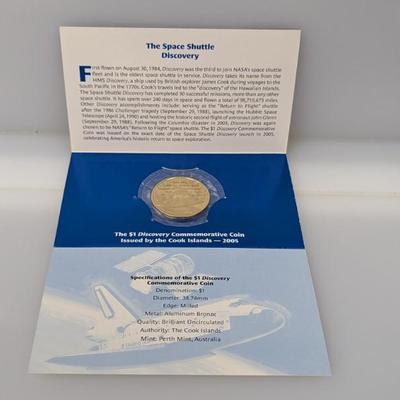 The Space Shuttle
Discovery
First flown on August 30, 1984, Discovery was the third to join NASA's space shuttle
fleet and is the oldest space shuttle in service. Discovery takes its name from the
HMS Discovery, a ship used by British explorer James Cook during voyages to the
South Pacific in the 1770s. Cook's travels led to the "discovery" of the Hawaiian Islands.
The Space Shuttle Discovery has completed 30 successful missions, more than any other
space shuttle. It has spent over 240 days in space and flown a total of 98,710,673 miles.
Other Discovery accomplishments include: serving as the "Return to Flight" shuttle
after the 1986 Challenger tragedy (September 29, 1988), launching the Hubble Space
Telescope (April 24, 1990) and hosting the historic second flight of astronaut John Glenn
(September 29, 1988). Following the Columbia disaster in 2003, Discovery was again
chosen to be NASA's "Return to Flight" space shuttle. The $1 Discovery Commemorative
Coin was issued on the exact date of the Space Shuttle Discovery launch in 2005,
celebrating America's historic return to space exploration.
The $1 Discovery Commemorative Coin
Issued by the Cook Islands — 2005
Specifications of the $1 Discovery
Commemorative Coin
Denomination: $1
Diameter: 38.74mm
Edge: Milled
Metal: Aluminum Bronze
Quality: Brilliant Uncirculated
Authority: The Cook Islands
Mint: Perth Mint, Australia